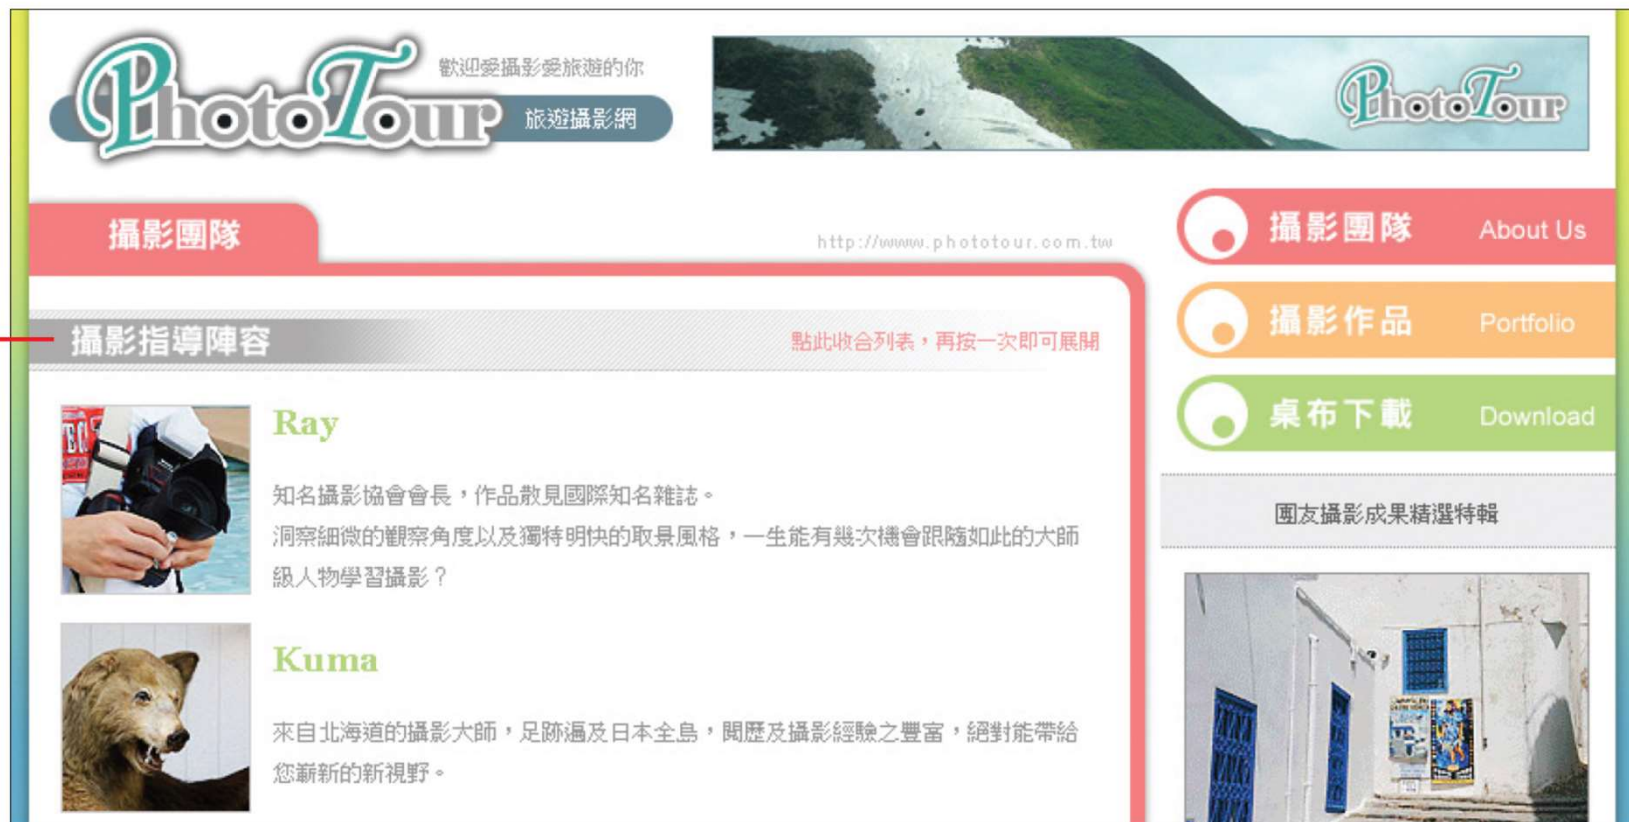 PhotoTour
歡迎愛攝影愛旅遊的你
旅遊攝影網
PhotoTour
攝影團隊
http://www.phototour.com.tw
攝影指導陣容
點此收合列表，再按一次即可展開
Ray
知名攝影協會會長，作品散見國際知名雜誌。
洞察細微的觀察角度以及獨特明快的取景風格，一生能有幾次機會跟隨如此的大師
級人物學習攝影？
Kuma
來自北海道的攝影大師，足跡遍及日本全島，閱歷及攝影經驗之豐富，絕對能帶給
您嶄新的新視野。
攝影團隊 About Us
攝影作品 Portfolio
桌布下載 Download
團友攝影成果精選特輯